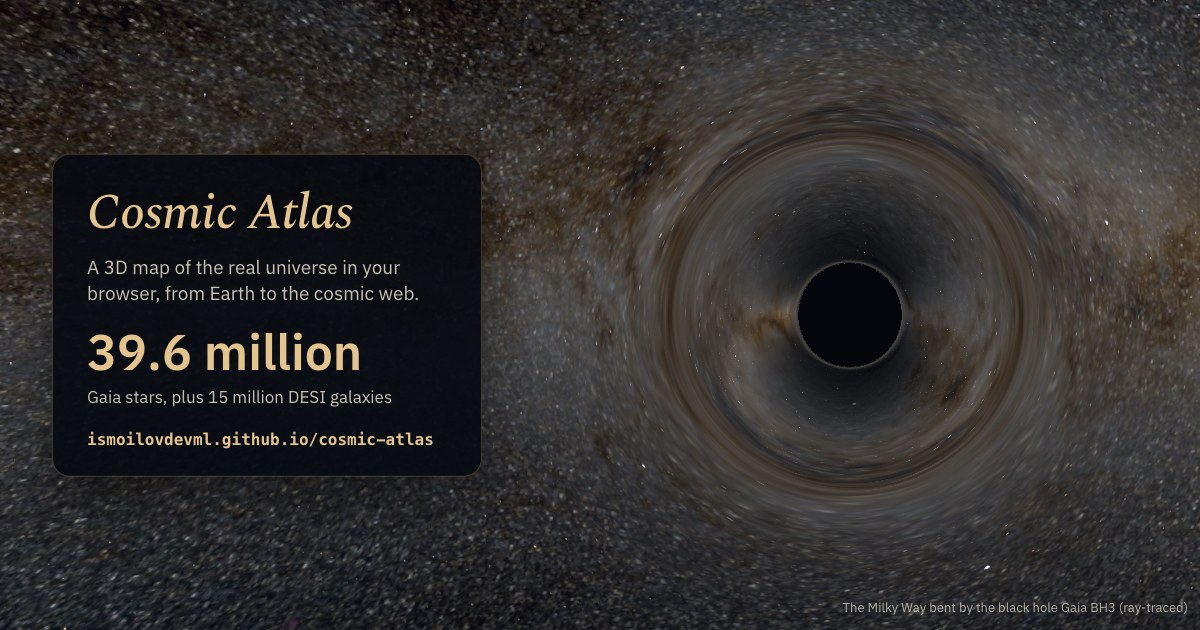 Cosmic Atlas
A 3D map of the real universe in your
browser, from Earth to the cosmic web.
39.6 million
Gaia stars, plus 15 million DESI galaxies
ismoilovdevml.github.io/cosmic-atlas
The Milky Way bent by the black hole Gaia BH3 (ray-traced)